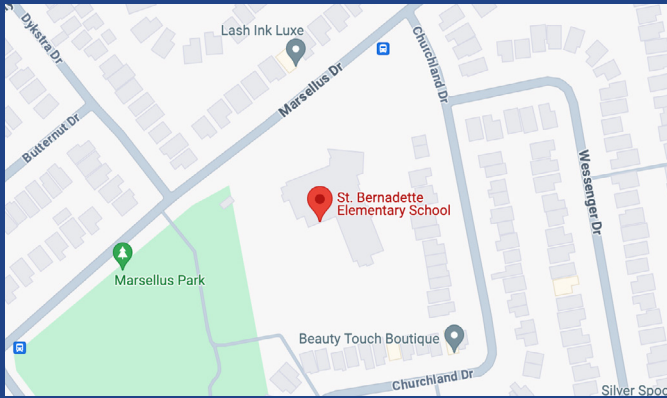 Dykstra Dr
Lash Ink Luxe
Churchland Dr
Marsellus Dr
Butternut Dr
Wessenger Dr
St. Bernadette
Elementary School
Marsellus Park
Beauty Touch Boutique
Churchland Dr
Silver Spoo